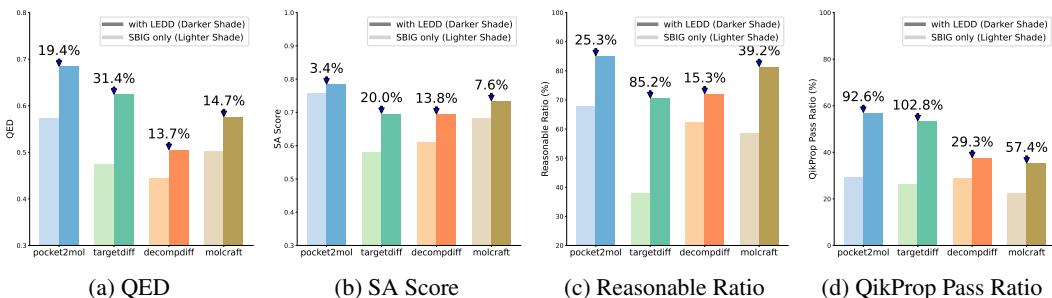 QED
0.8
0.7
0.6
0.5
0.4
0.3
with LEDD (Darker Shade)
SBIG only (Lighter Shade)
19.4%
31.4%
13.7%
14.7%
pocket2mol targetdiff decompdiff molcraft
(a) QED
SA Score
1.0
0.9
0.8
0.7
0.6
0.5
0.4
0.3
with LEDD (Darker Shade)
SBIG only (Lighter Shade)
3.4%
20.0%
13.8%
7.6%
pocket2mol targetdiff decompdiff molcraft
(b) SA Score
Reasonable Ratio (%)
100
90
80
70
60
50
40
30
20
with LEDD (Darker Shade)
SBIG only (Lighter Shade)
25.3%
85.2%
15.3%
39.2%
pocket2mol targetdiff decompdiff molcraft
(c) Reasonable Ratio
QikProp Pass Ratio (%)
100
80
60
40
20
0
with LEDD (Darker Shade)
SBIG only (Lighter Shade)
92.6%
102.8%
29.3%
57.4%
pocket2mol targetdiff decompdiff molcraft
(d) QikProp Pass Ratio